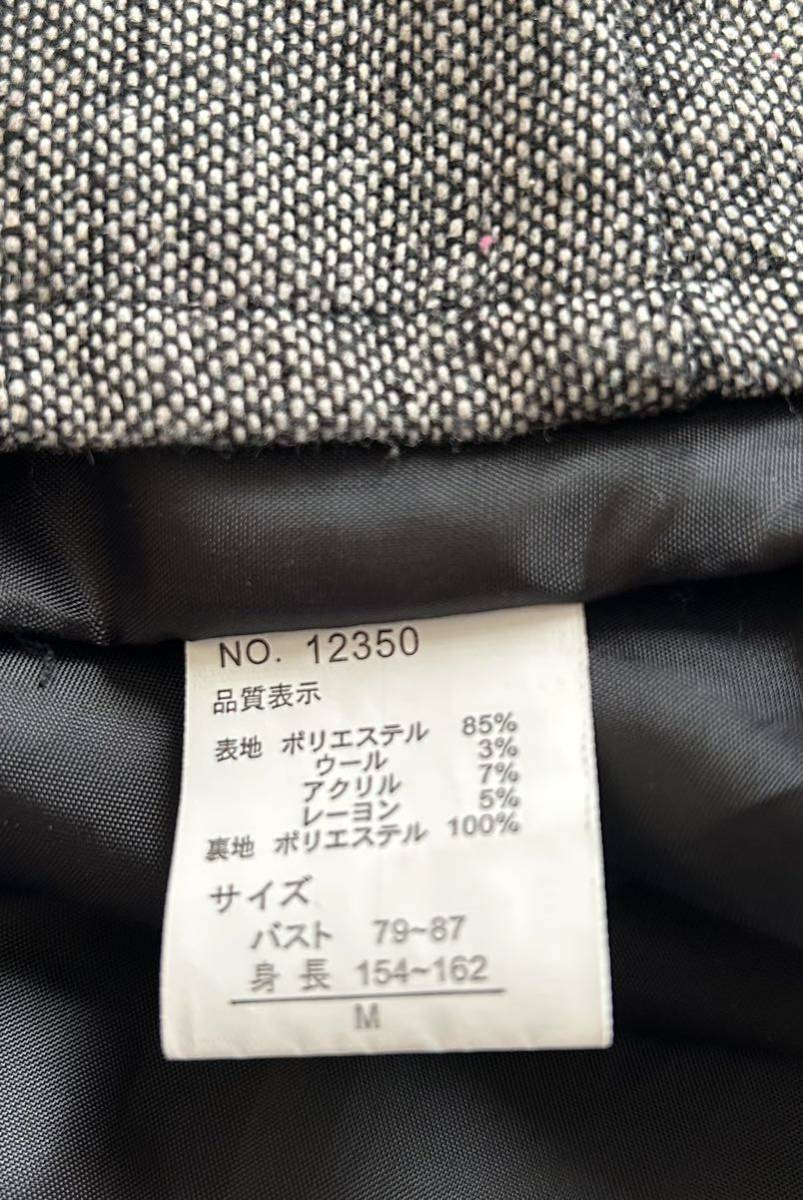 NO. 12350
品質表示
表地 ポリエステル 85%
ウール 3%
アクリル 7%
レーヨン 5%
裏地 ポリエステル 100%
サイズ
バスト 79~87
身長 154~162
M